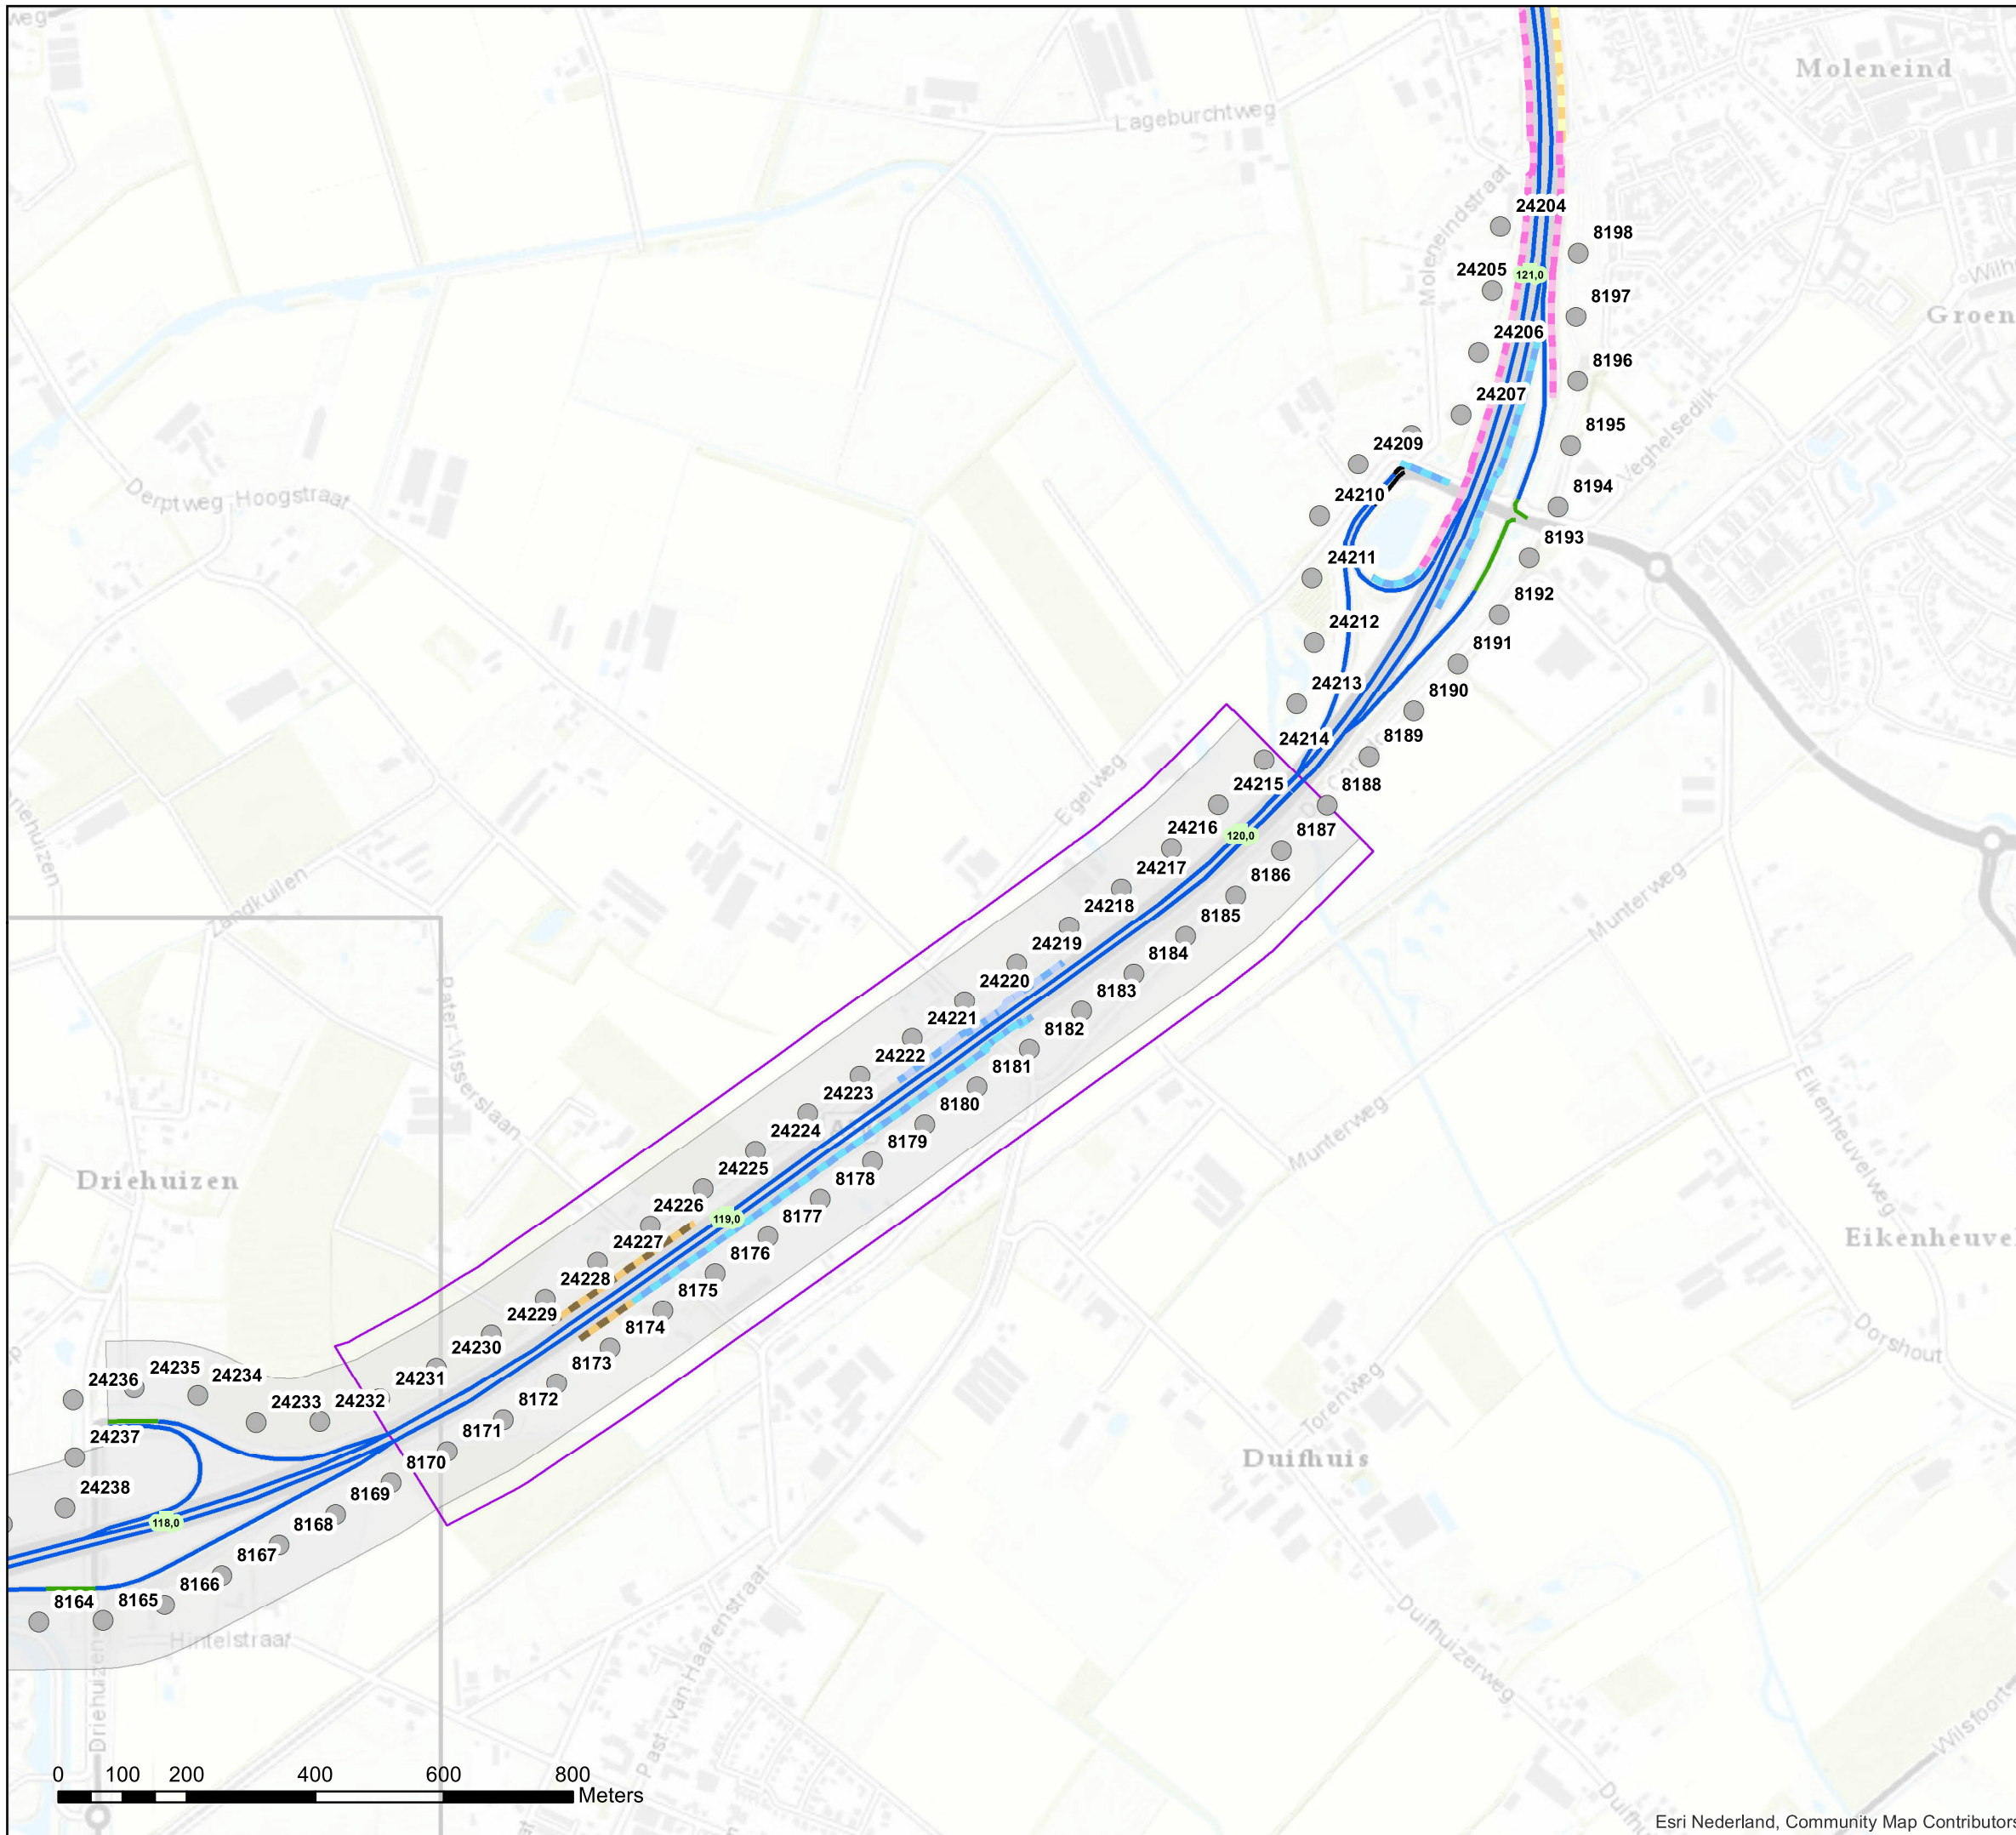 weg
Moleneind
Lageburchtweg
Moleneindstraat
24204
8198
24205
121,0
8197
Groen
24206
8196
24207
8195
24209
Veghelsedijk
8194
24210
Derptweg
Hoogstraat
8193
24211
8192
24212
8191
24213
8190
24214
8189
24215
8188
Egelweg
24216
120,0
8187
24217
8186
Zandkuilen
24218
8185
Munterweg
24219
8184
24220
8183
24221
8182
Pater Visserslaan
24222
8181
24223
8180
Eikenheuvelweg
24224
8179
Munterweg
24225
8178
Driehuizen
24226
8177
119,0
24227
8176
Eikenheuve
24228
8175
24229
8174
24230
8173
Dorshout
24231
8172
24236
24235
24234
24233
24232
8171
Torenweg
24237
8170
Duifhuis
24238
8169
118,0
8168
8167
8166
8164
8165
Hintelstraat
Driehuizen
Past. van Haarenstraat
Duifhuizerweg
Wilsfoort
0 100 200 400 600 800
Meters
Esri Nederland, Community Map Contributors